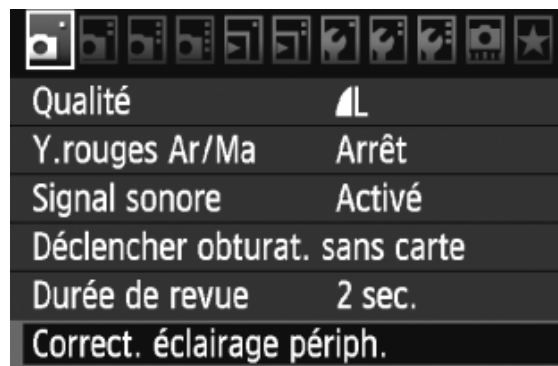 Qualité L
Y.rouges Ar/Ma Arrêt
Signal sonore Activé
Déclencher obturat. sans carte
Durée de revue 2 sec.
Correct. éclairage périph.